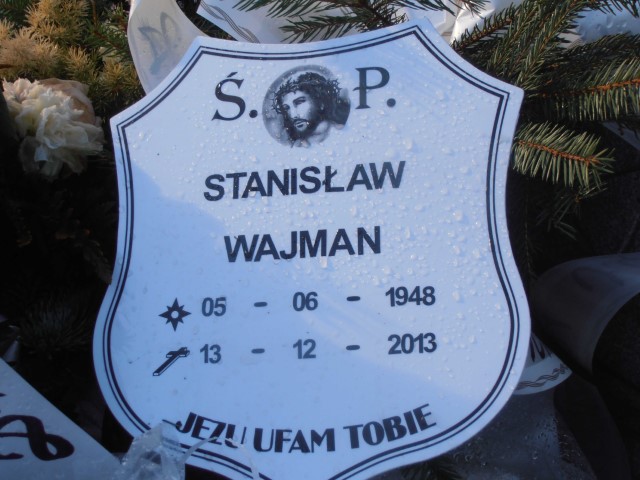 Ś. P.
STANISŁAW
WAJMAN
05 - 06 - 1948
13 - 12 - 2013
JEZU UFAM TOBIE